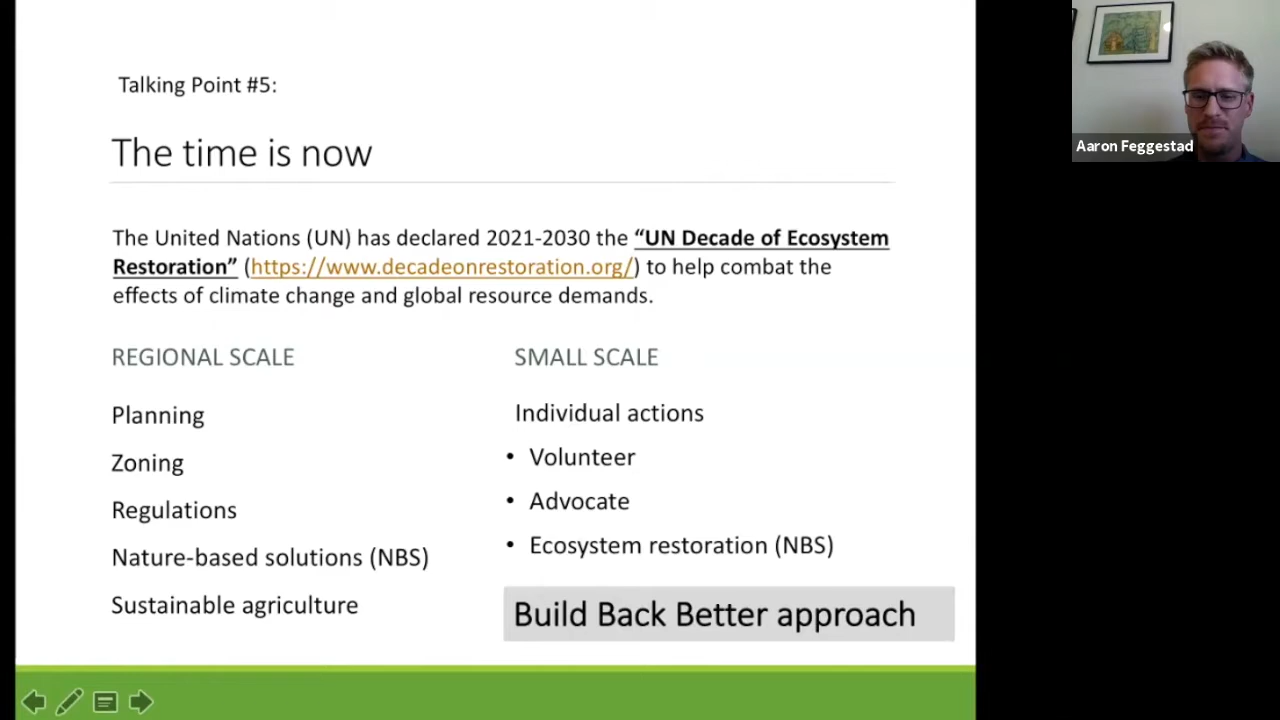 Talking Point #5:
The time is now
The United Nations (UN) has declared 2021-2030 the “UN Decade of Ecosystem
Restoration” (https://www.decadeonrestoration.org/) to help combat the
effects of climate change and global resource demands.
REGIONAL SCALE
Planning
Zoning
Regulations
Nature-based solutions (NBS)
Sustainable agriculture
SMALL SCALE
Individual actions
• Volunteer
• Advocate
• Ecosystem restoration (NBS)
Build Back Better approach
Aaron Feggestad